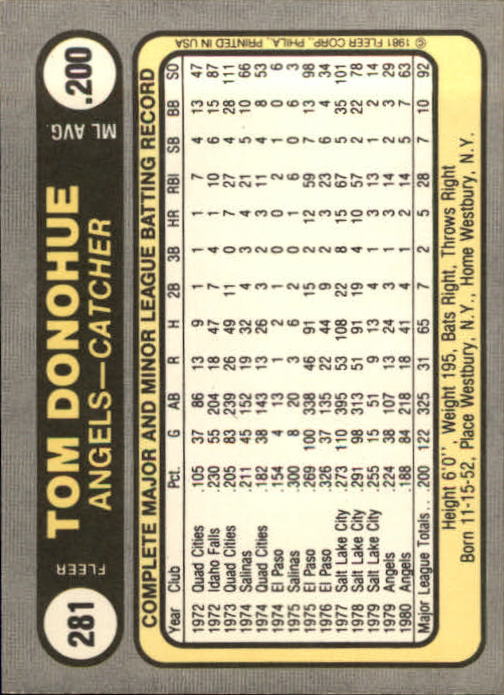 281
FLEER
TOM DONOHUE
ANGELS—CATCHER
ML AVG.
.200
COMPLETE MAJOR AND MINOR LEAGUE BATTING RECORD
Year Club Pct. G AB R H 2B 3B HR RBI SB BB SO
1972 Quad Cities .105 37 86 13 9 1 1 1 7 4 13 47
1972 Idaho Falls .230 55 204 18 47 7 4 1 10 6 15 87
1973 Quad Cities .205 83 .239 26 49 11 0 7 27 4 28 111
1974 Salinas .211 45 152 19 32 4 3 4 21 5 10 66
1974 Quad Cities .182 38 143 13 26 3 2 3 11 4 8 53
1974 El Paso .154 4 13 1 2 0 0 0 2 1 0 6
1975 Salinas .300 8 20 3 6 2 0 1 6 0 6 3
1975 El Paso .269 100 338 46 91 15 2 12 59 7 13 98
1976 El Paso .326 37 135 22 44 9 3 3 23 6 4 34
1977 Salt Lake City .273 110 395 53 108 22 8 15 67 5 35 101
1978 Salt Lake City .291 98 313 51 91 19 4 10 57 2 22 78
1979 Salt Lake City .255 15 51 9 13 4 1 3 13 1 2 14
1979 Angels .224 38 107 13 24 3 1 3 14 2 3 29
1980 Angels .188 84 218 18 41 4 1 2 14 5 7 63
Major League Totals . . .200 122 325 31 65 7 2 5 28 7 10 92
Height 6'0'', Weight 195, Bats Right, Throws Right
Born 11-15-52, Place Westbury, N.Y., Home Westbury, N.Y.
© 1981 FLEER CORP., PHILA., PRINTED IN USA